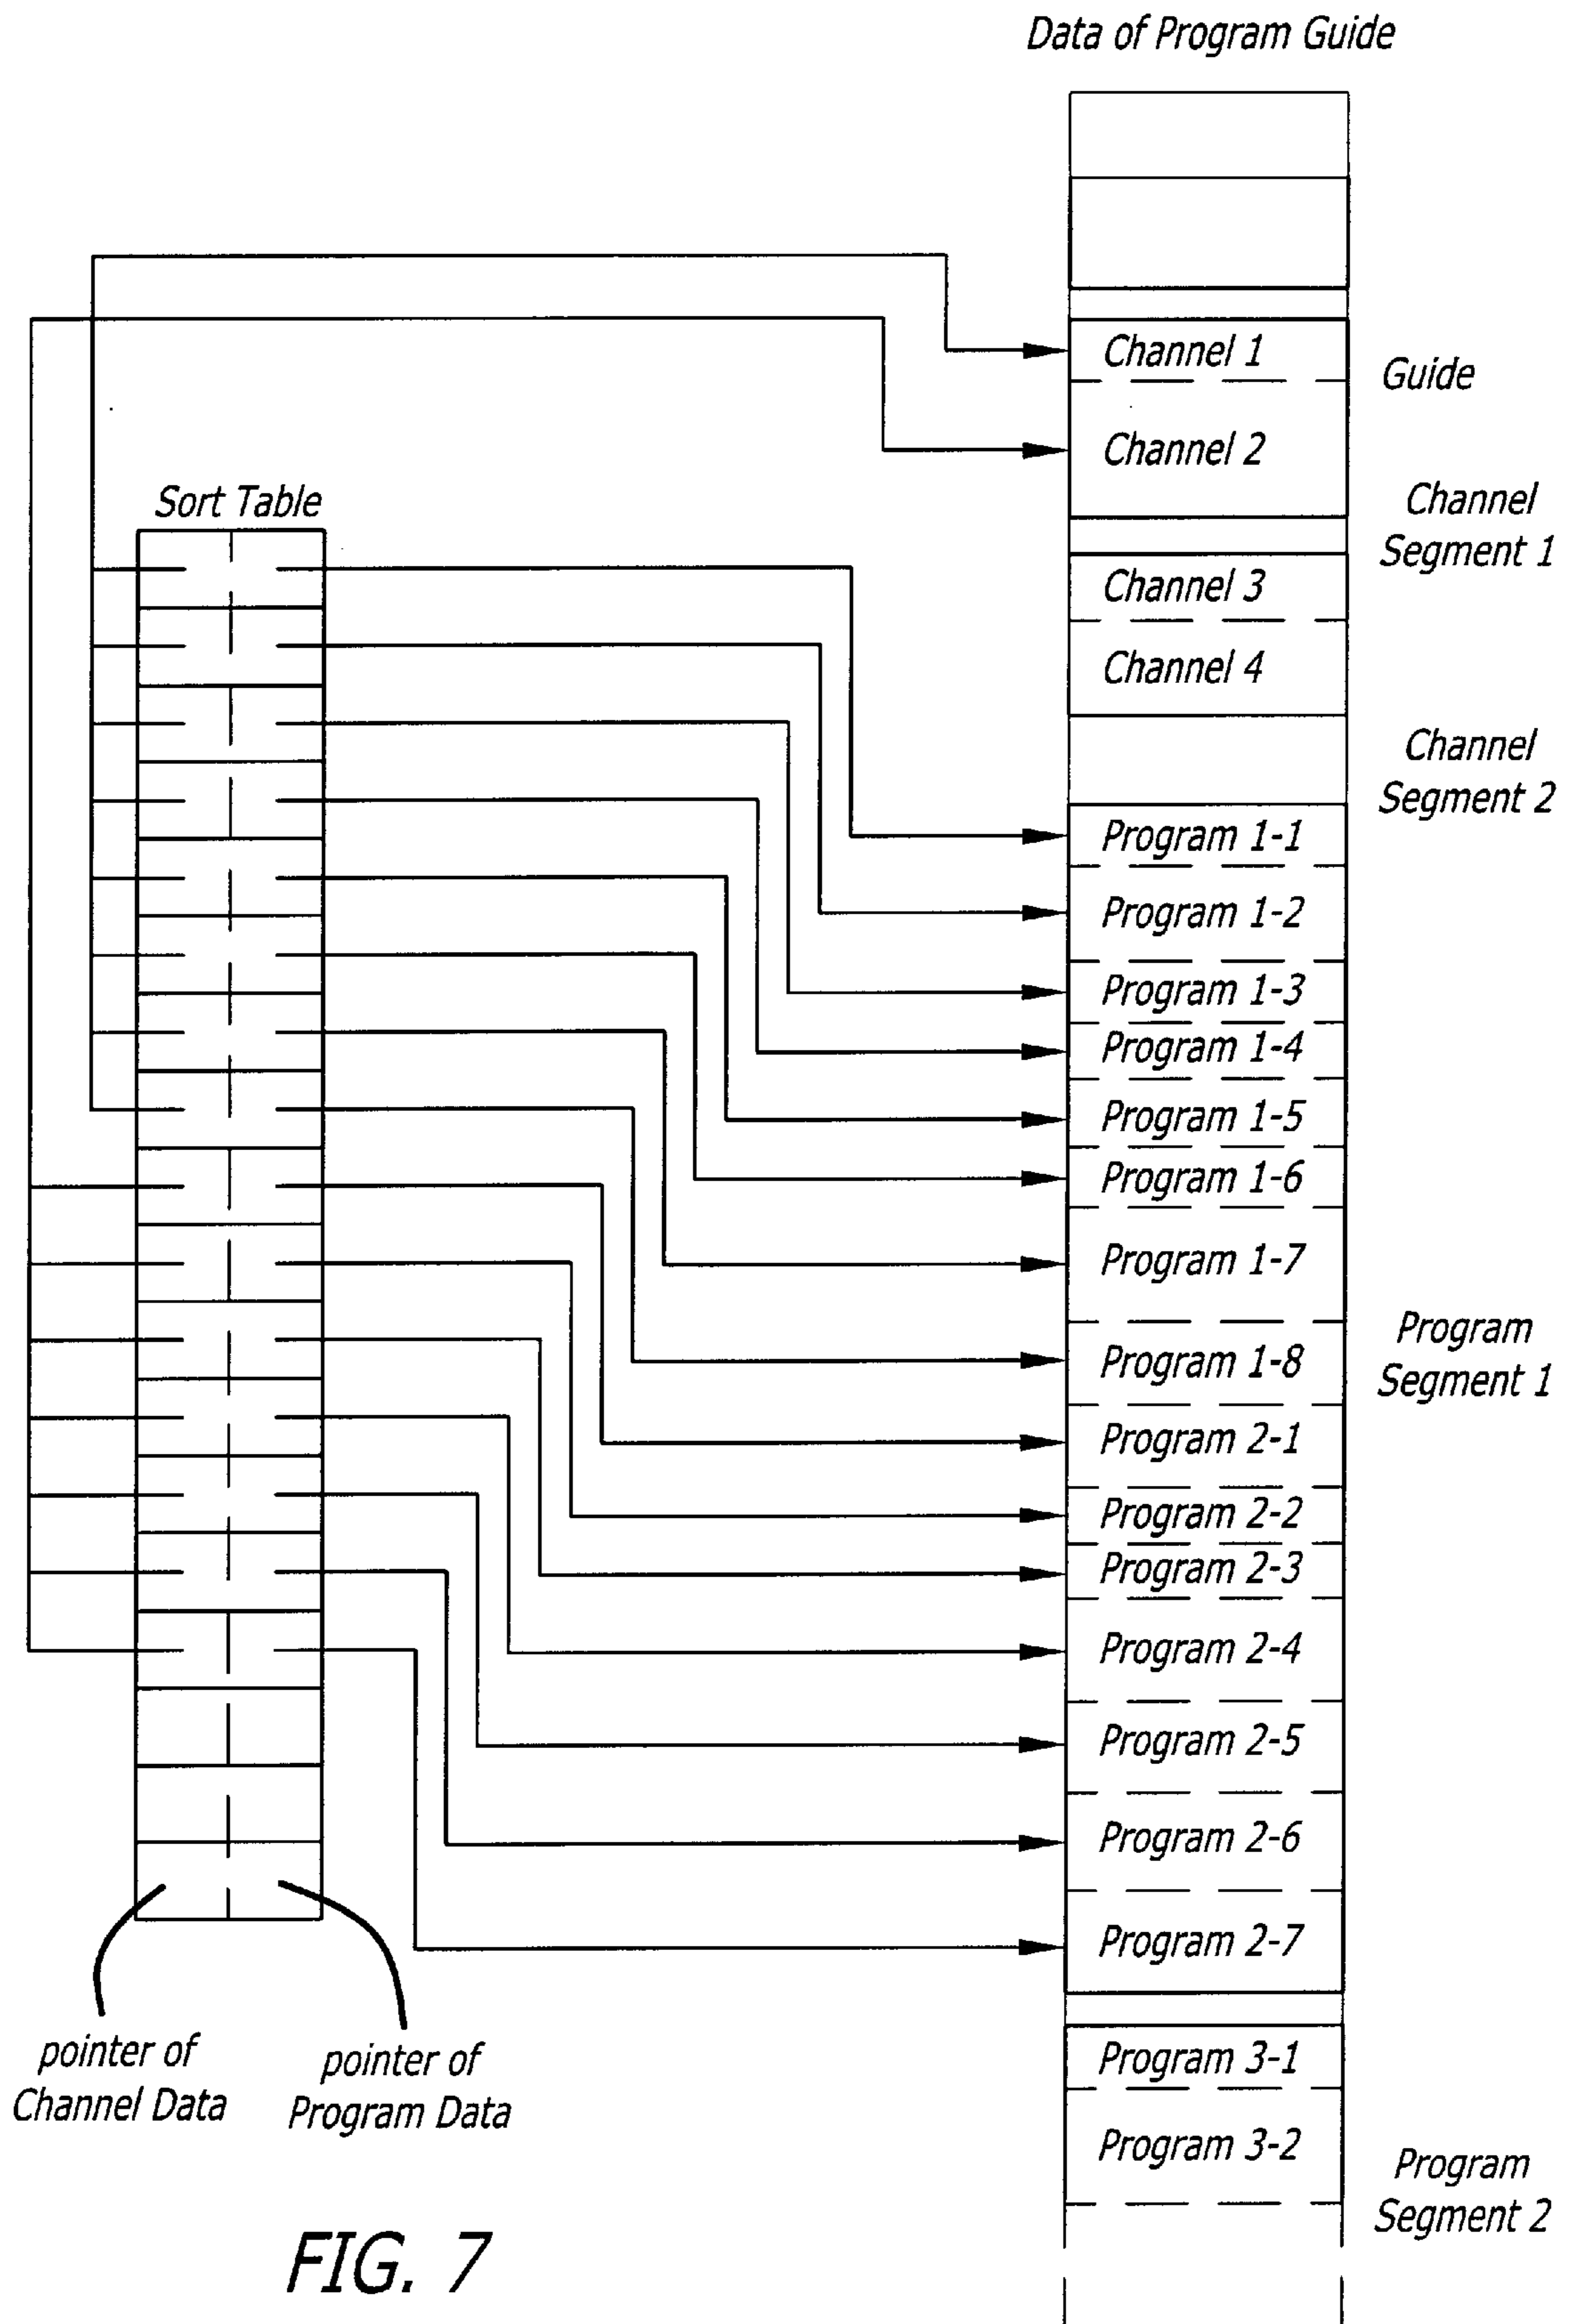 Data of Program Guide
Channel 1
Guide
Channel 2
Sort Table
Channel
Segment 1
Channel 3
Channel 4
Channel
Segment 2
Program 1-1
Program 1-2
Program 1-3
Program 1-4
Program 1-5
Program 1-6
Program 1-7
Program
Segment 1
Program 1-8
Program 2-1
Program 2-2
Program 2-3
Program 2-4
Program 2-5
Program 2-6
Program 2-7
pointer of
Channel Data
pointer of
Program Data
Program 3-1
Program 3-2
Program
Segment 2
FIG. 7